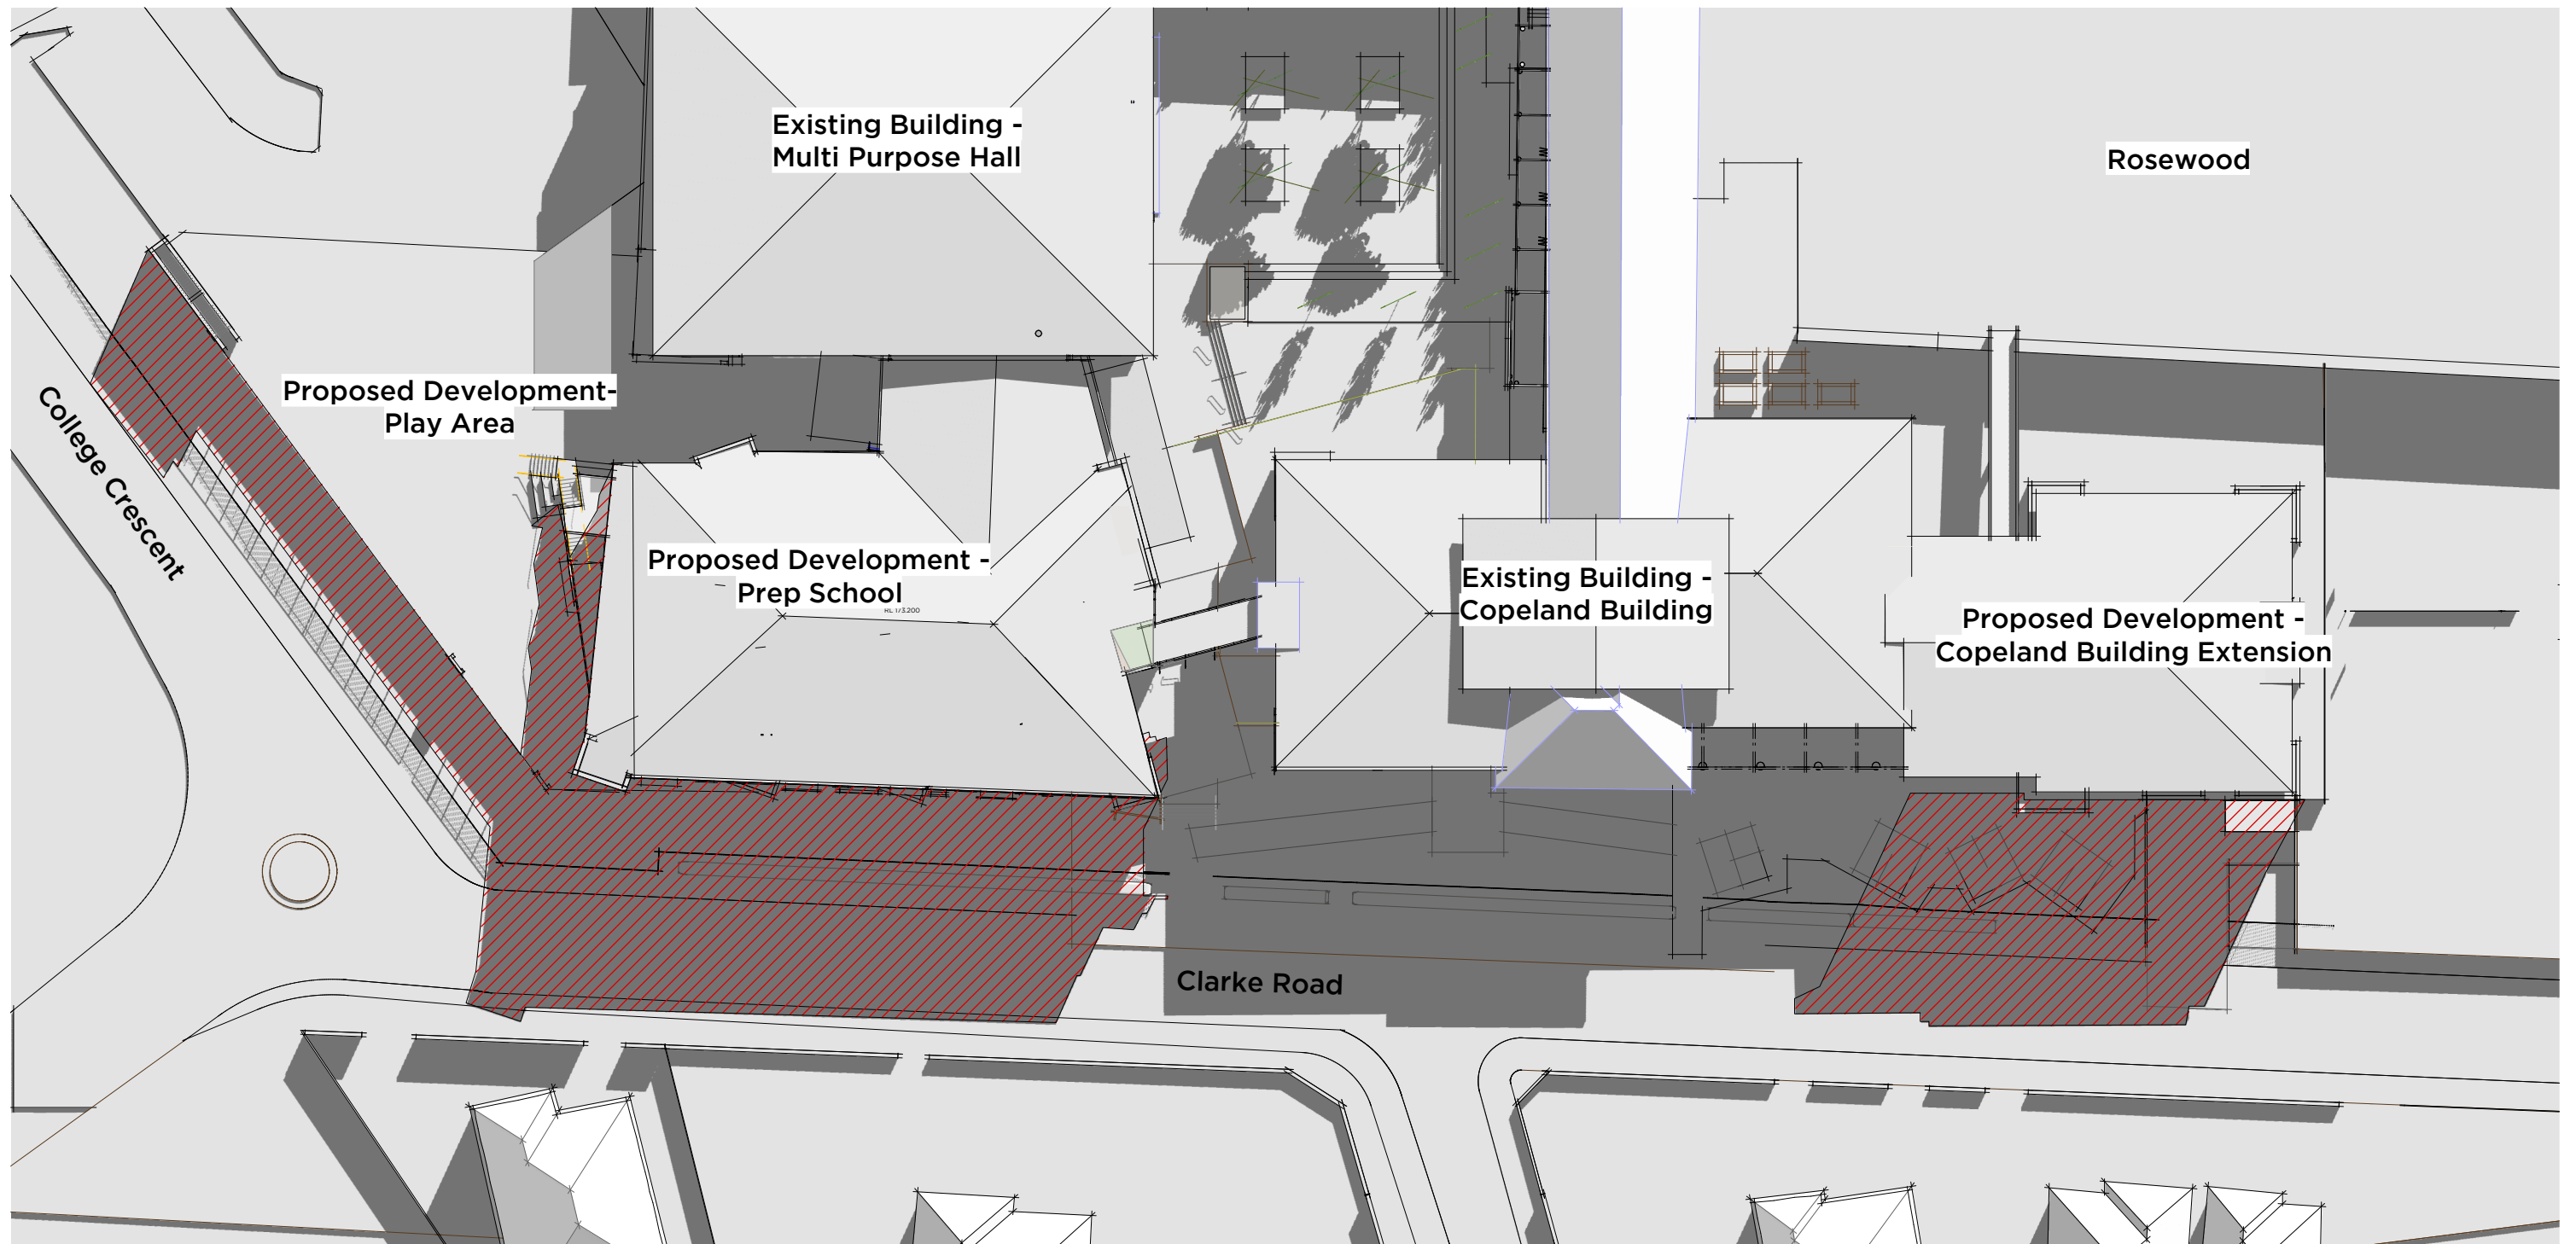 Existing Building -
Multi Purpose Hall
Rosewood
Proposed Development-
Play Area
College Crescent
Proposed Development -
Prep School
Existing Building -
Copeland Building
Proposed Development -
Copeland Building Extension
Clarke Road